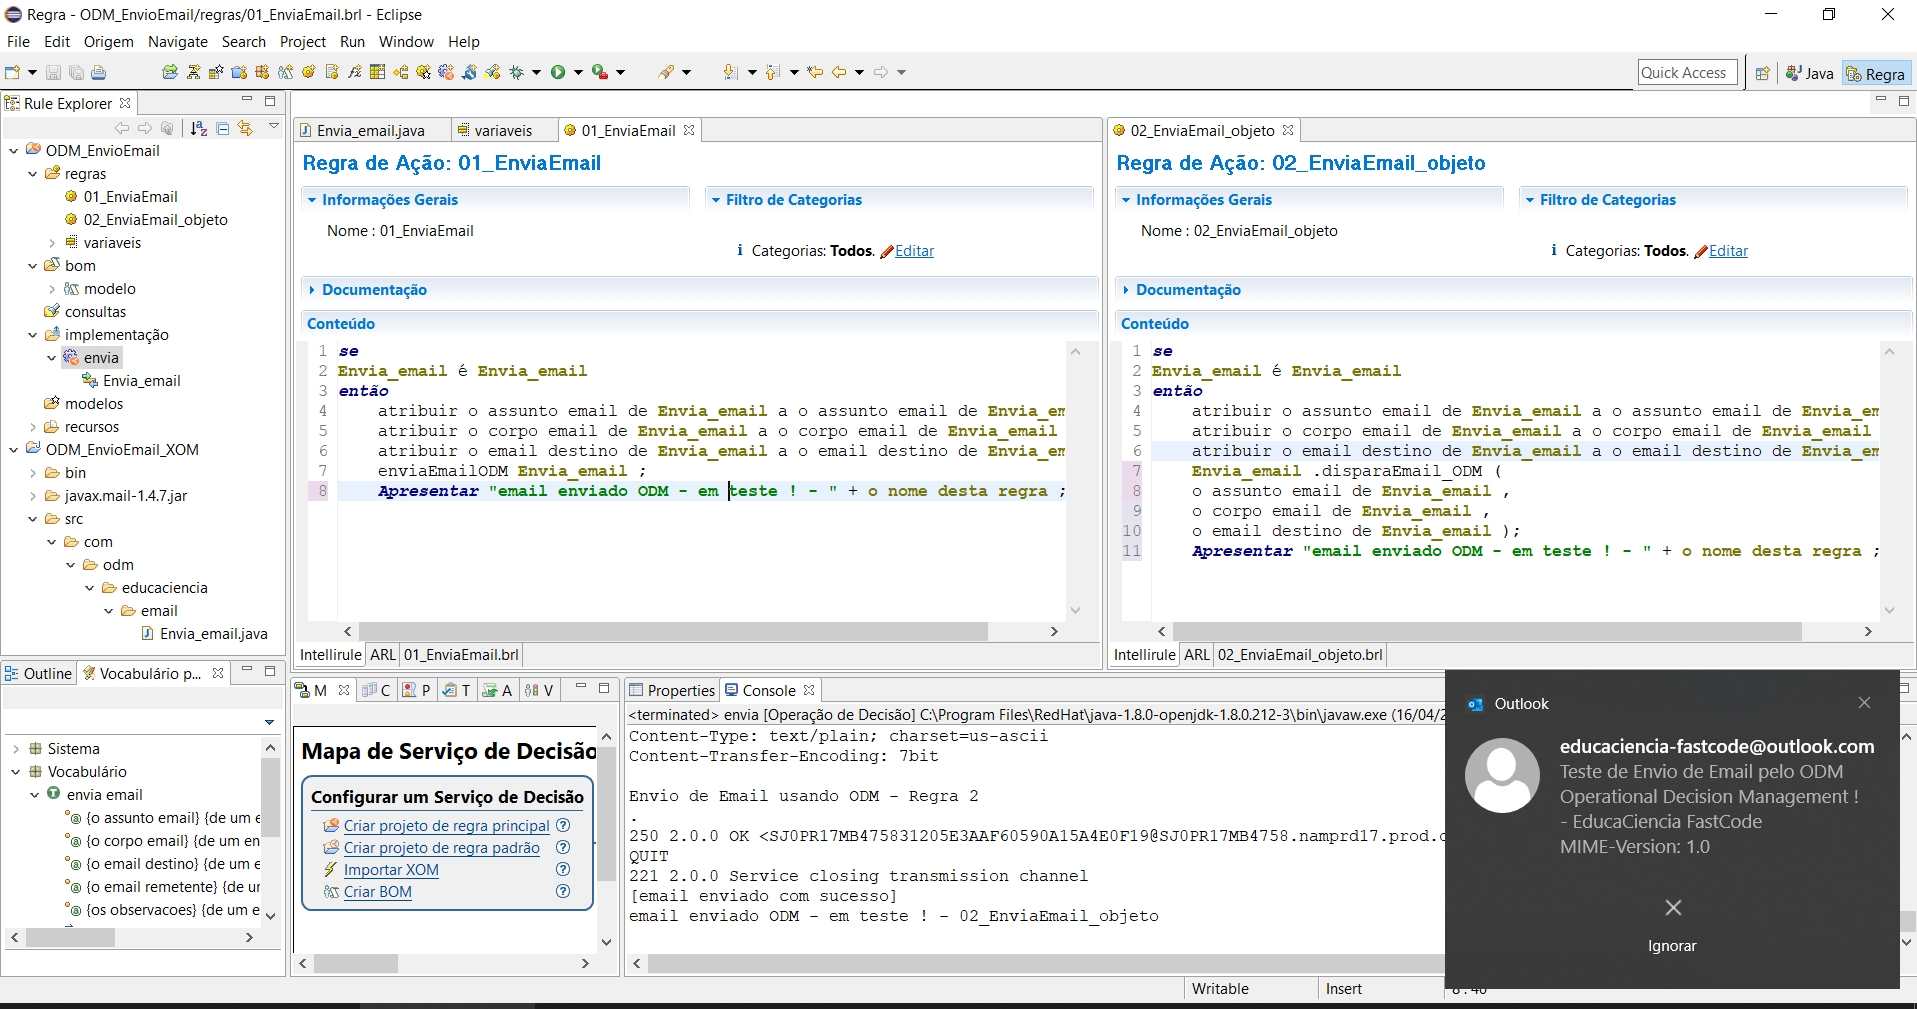 Regra - ODM_EnvioEmail/regras/01_EnviaEmail.brl - Eclipse
File Edit Origem Navigate Search Project Run Window Help
Quick Access
Java
Regra
Rule Explorer
ODM_EnvioEmail
regras
01_EnviaEmail
02_EnviaEmail_objeto
variaveis
bom
modelo
consultas
implementação
envia
Envia_email
modelos
recursos
ODM_EnvioEmail_XOM
bin
javax.mail-1.4.7.jar
src
com
odm
educaciencia
email
Envia_email.java
Envia_email.java
variaveis
01_EnviaEmail
Regra de Ação: 01_EnviaEmail
Informações Gerais
Filtro de Categorias
Nome : 01_EnviaEmail
Categorias: Todos. Editar
Documentação
Conteúdo
1 se
2 Envia_email é Envia_email
3 então
4 atribuir o assunto email de Envia_email a o assunto email de Envia_em
5 atribuir o corpo email de Envia_email a o corpo email de Envia_email
6 atribuir o email destino de Envia_email a o email destino de Envia_em
7 enviaEmailODM Envia_email ;
8 Apresentar "email enviado ODM - em teste ! - " + o nome desta regra ;
Intellirule ARL 01_EnviaEmail.brl
02_EnviaEmail_objeto
Regra de Ação: 02_EnviaEmail_objeto
Informações Gerais
Filtro de Categorias
Nome : 02_EnviaEmail_objeto
Categorias: Todos. Editar
Documentação
Conteúdo
1 se
2 Envia_email é Envia_email
3 então
4 atribuir o assunto email de Envia_email a o assunto email de Envia_em
5 atribuir o corpo email de Envia_email a o corpo email de Envia_email
6 atribuir o email destino de Envia_email a o email destino de Envia_em
7 Envia_email .disparaEmail_ODM (
8 o assunto email de Envia_email ,
9 o corpo email de Envia_email ,
10 o email destino de Envia_email );
11 Apresentar "email enviado ODM - em teste ! - " + o nome desta regra ;
Intellirule ARL 02_EnviaEmail_objeto.brl
Outline
Vocabulário p...
Sistema
Vocabulário
envia email
{o assunto email} {de um e
{o corpo email} {de um en
{o email destino} {de um e
{o email remetente} {de ur
{os observacoes} {de um e
M C P T A V
Mapa de Serviço de Decisão
Configurar um Serviço de Decisão
Criar projeto de regra principal
Criar projeto de regra padrão
Importar XOM
Criar BOM
Properties
Console
<terminated> envia [Operação de Decisão] C:\Program Files\RedHat\java-1.8.0-openjdk-1.8.0.212-3\bin\javaw.exe (16/04/2
Content-Type: text/plain; charset=us-ascii
Content-Transfer-Encoding: 7bit
Envio de Email usando ODM - Regra 2
.
250 2.0.0 OK <SJ0PR17MB475831205E3AAF60590A15A4E0F19@SJ0PR17MB4758.namprd17.prod.o
QUIT
221 2.0.0 Service closing transmission channel
[email enviado com sucesso]
email enviado ODM - em teste ! - 02_EnviaEmail_objeto
Outlook
educaciencia-fastcode@outlook.com
Teste de Envio de Email pelo ODM
Operational Decision Management !
- EducaCiencia FastCode
MIME-Version: 1.0
Ignorar
Writable
Insert